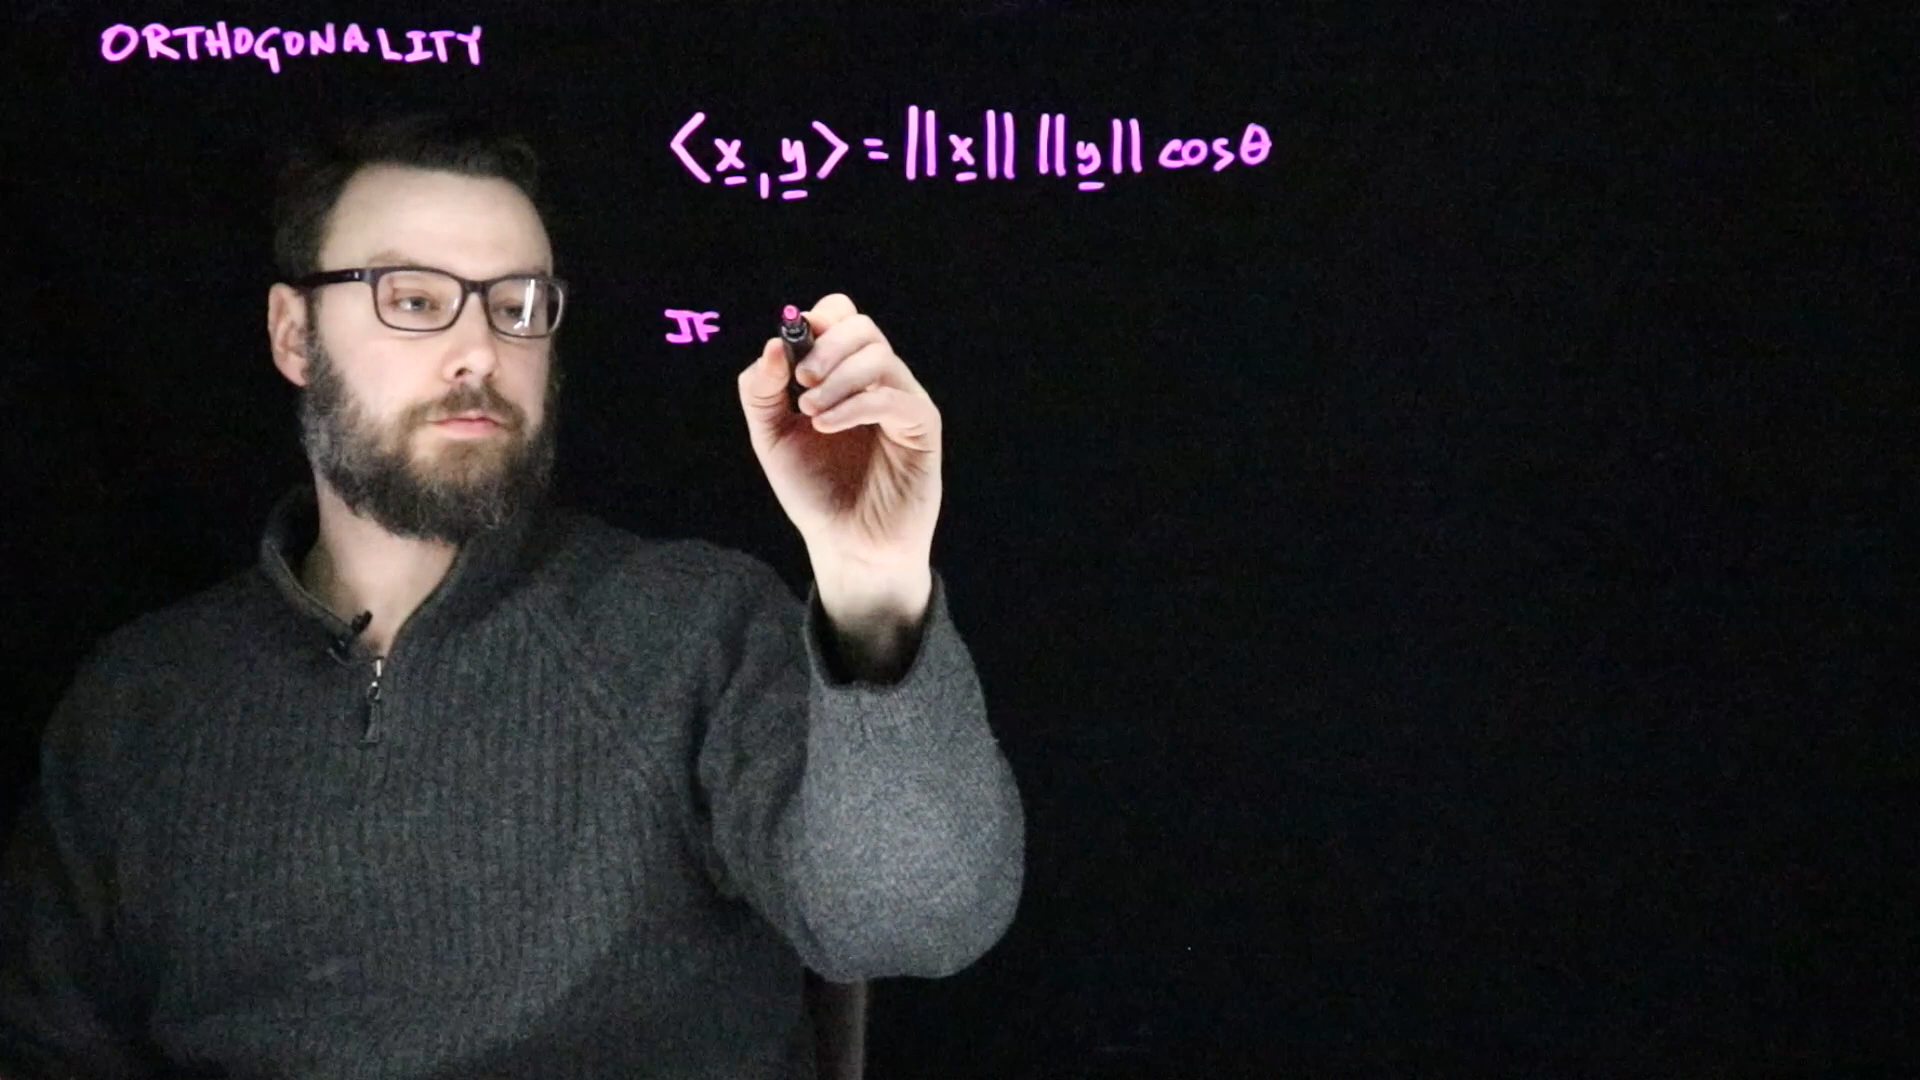 ORTHOGONALITY
<x, y> = ||x|| ||y|| cosθ
IF